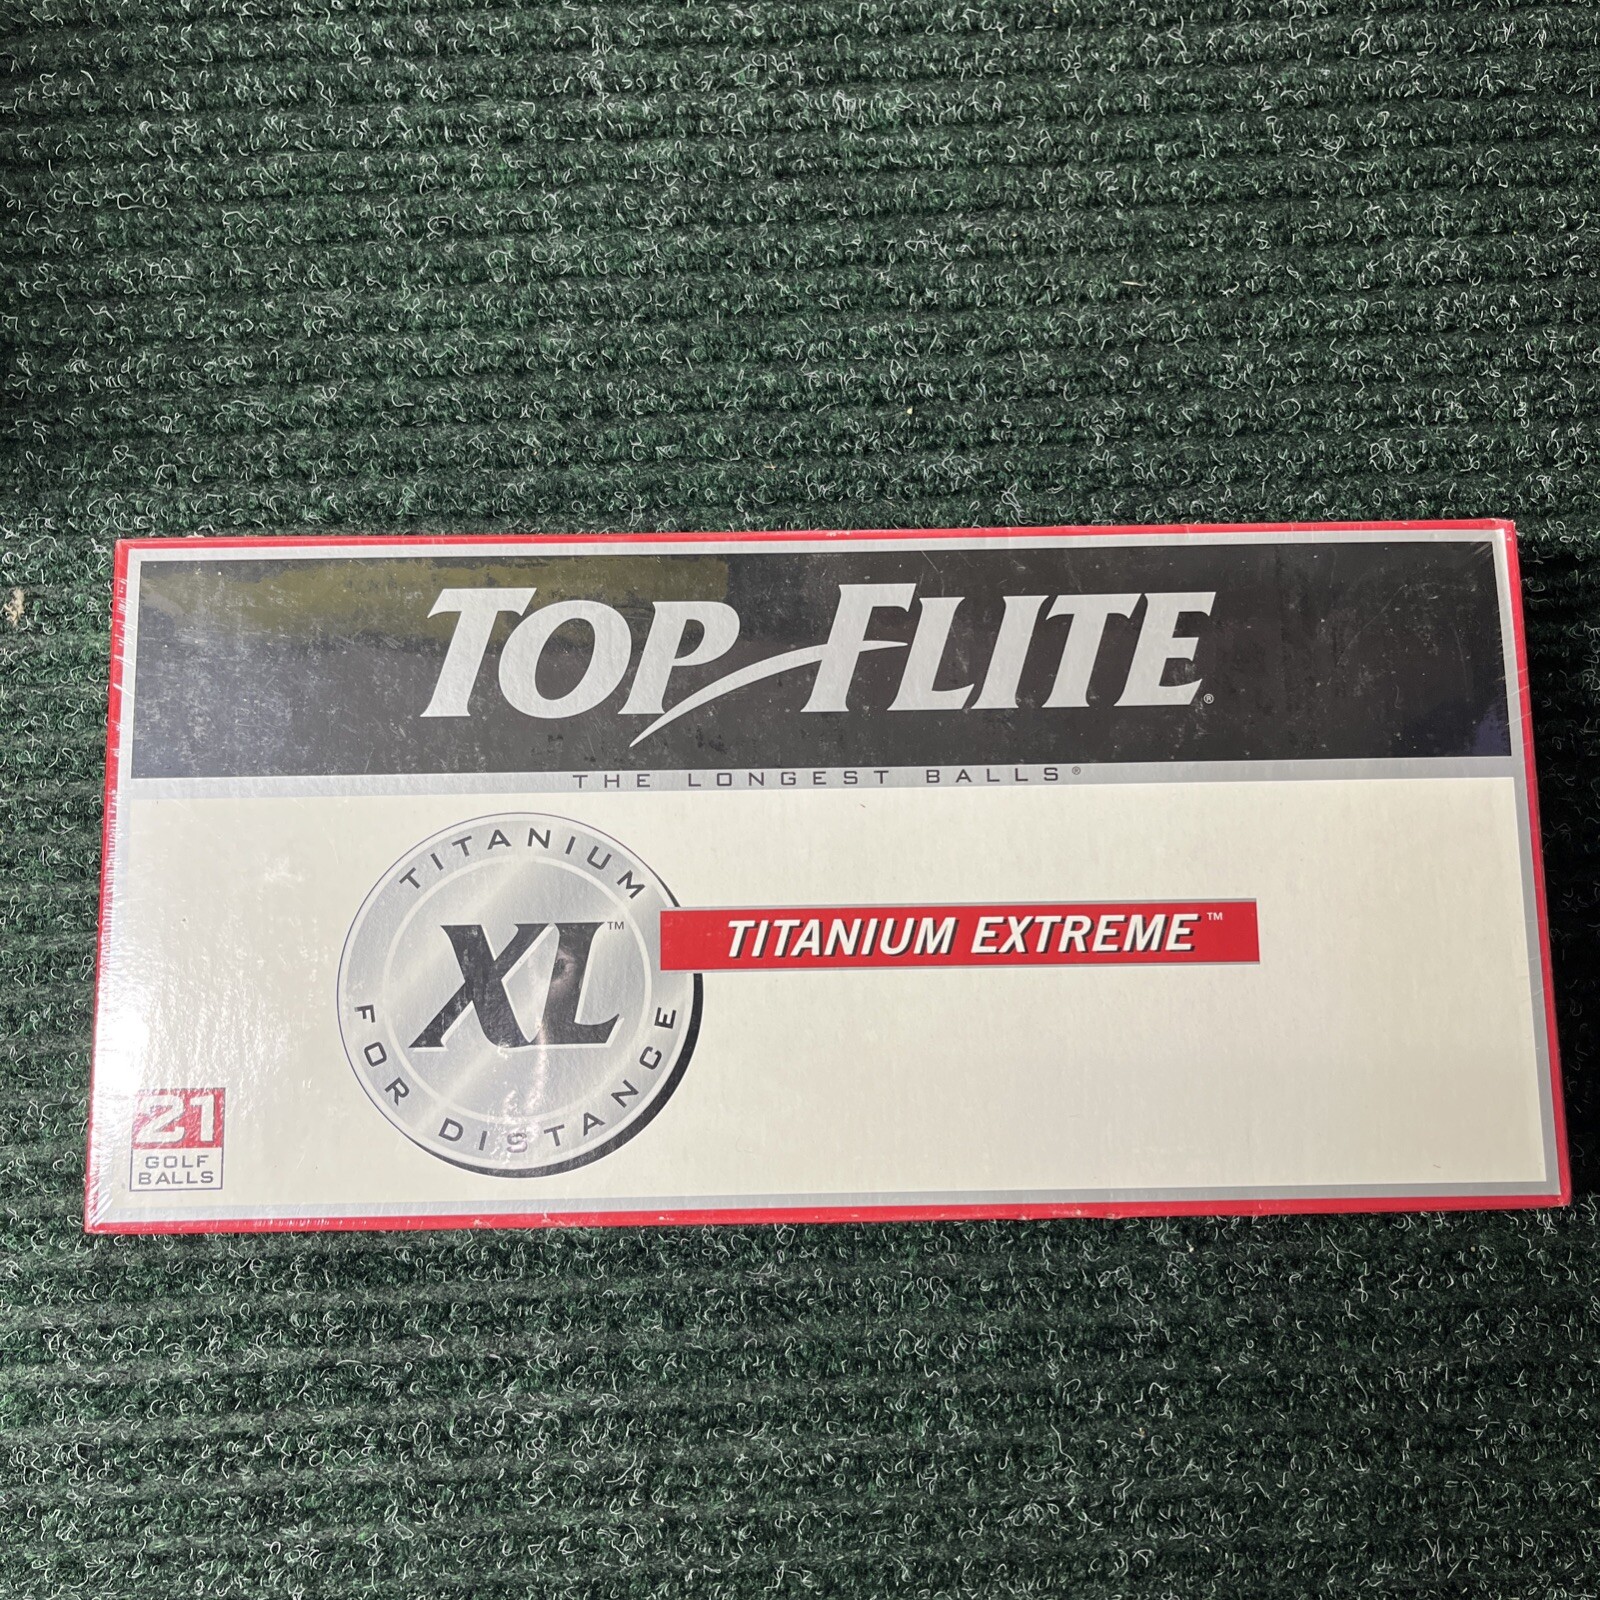 TOP FLITE®
THE LONGEST BALLS®
TITANIUM
XL™
FOR DISTANCE
TITANIUM EXTREME™
21
GOLF
BALLS